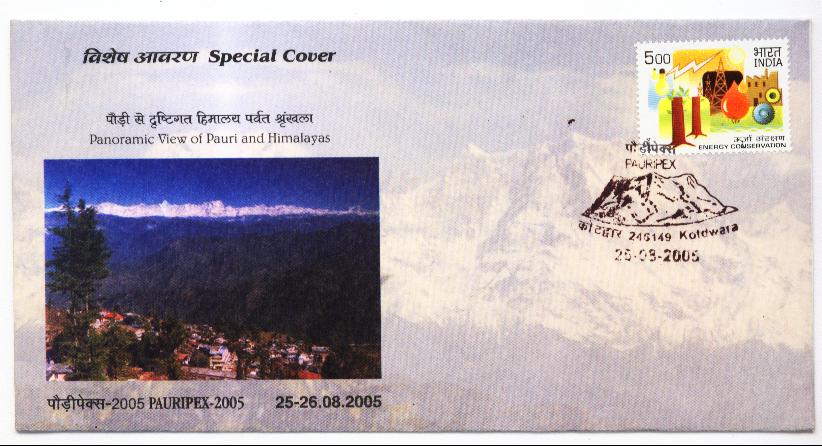 विशेष आवरण Special Cover
पौड़ी से दृष्टिगत हिमालय पर्वत श्रृंखला
Panoramic View of Pauri and Himalayas
पौड़ीपेक्स-2005 PAURIPEX-2005 25-26.08.2005
5.00 भारत
INDIA
ऊर्जा संरक्षण
ENERGY CONSERVATION
पौड़ीपेक्स
PAURIPEX
कोटद्वार 246149 Kotdwara
25-08-2005